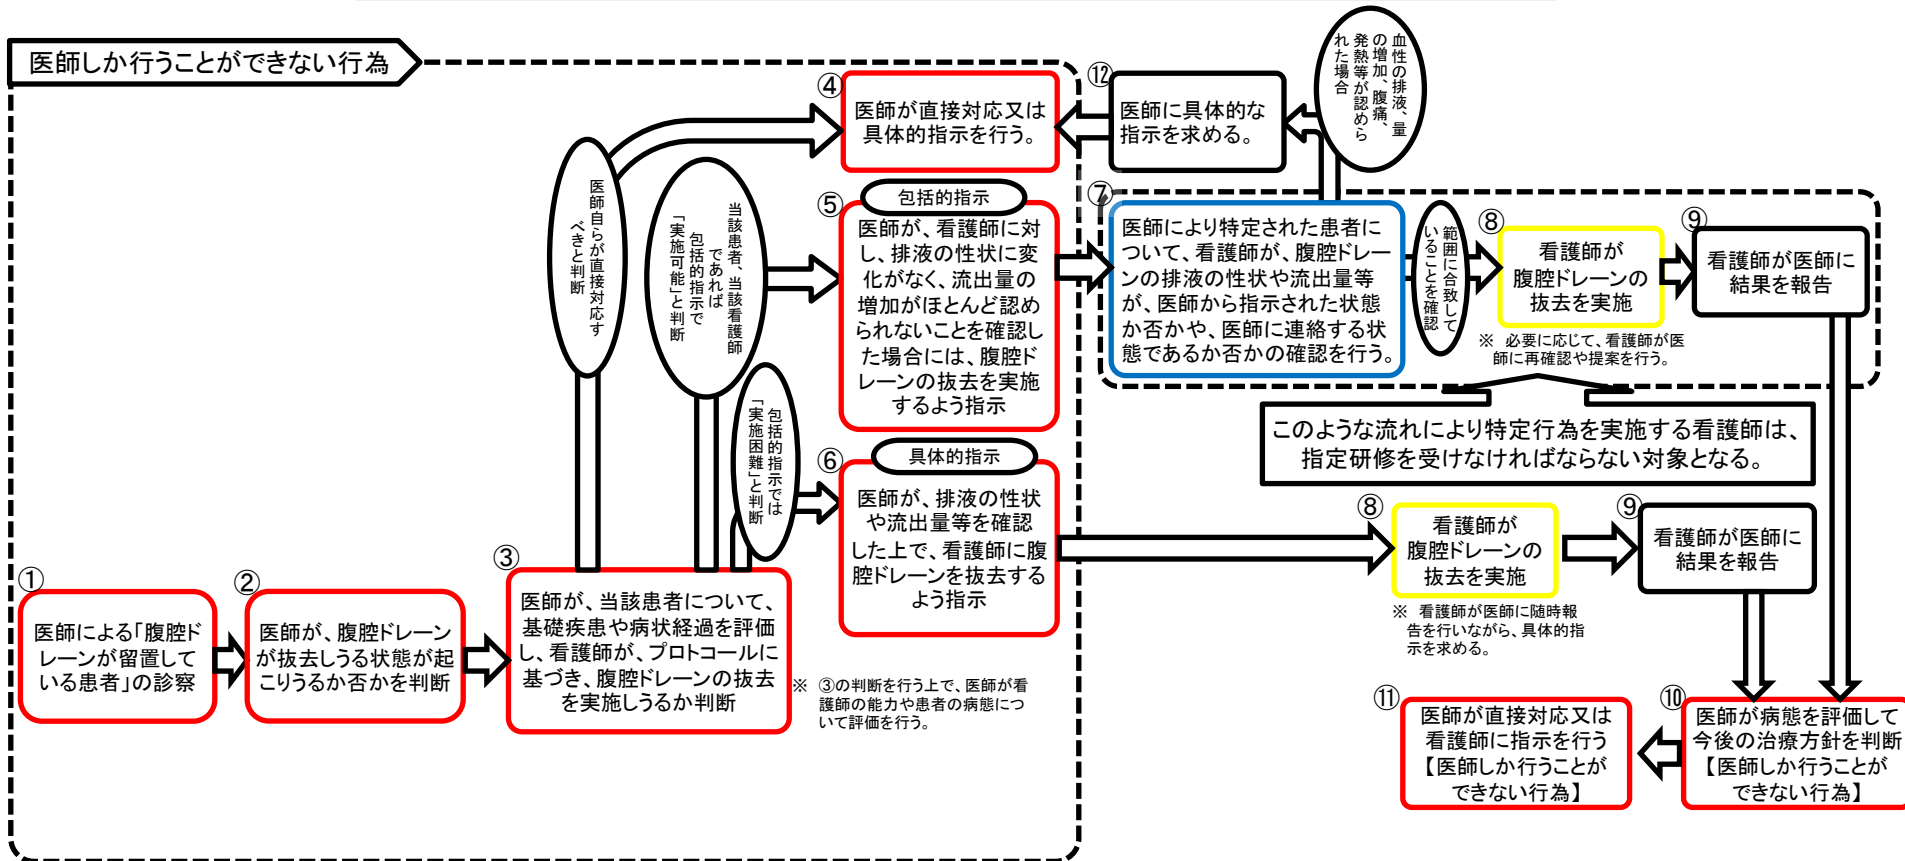 医師しか行うことができない行為
①
医師による「腹腔ド
レーンが留置して
いる患者」の診察
②
医師が、腹腔ドレーン
が抜去しうる状態が起
こりうるか否かを判断
③
医師が、当該患者について、
基礎疾患や病状経過を評価
し、看護師が、プロトコールに
基づき、腹腔ドレーンの抜去
を実施しうるか判断
※ ③の判断を行う上で、医師が看
護師の能力や患者の病態につ
いて評価を行う。
医師自らが直接対応す
べきと判断
当該患者、当該看護師
であれば
包括的指示で
「実施可能」と判断
包括的指示では
「実施困難」と判断
④
医師が直接対応又は
具体的指示を行う。
⑤
包括的指示
医師が、看護師に対
し、排液の性状に変
化がなく、流出量の
増加がほとんど認め
られないことを確認し
た場合には、腹腔ド
レーンの抜去を実施
するよう指示
⑥
具体的指示
医師が、排液の性状
や流出量等を確認
した上で、看護師に腹
腔ドレーンを抜去する
よう指示
⑫
医師に具体的な
指示を求める。
血性の排液、量
の増加、腹痛、
発熱等が認めら
れた場合
⑦
医師により特定された患者に
ついて、看護師が、腹腔ドレー
ンの排液の性状や流出量等
が、医師から指示された状態
か否かや、医師に連絡する状
態であるか否かの確認を行う。
範囲に合致して
いることを確認
⑧
看護師が
腹腔ドレーンの
抜去を実施
※ 必要に応じて、看護師が医
師に再確認や提案を行う。
⑨
看護師が医師に
結果を報告
このような流れにより特定行為を実施する看護師は、
指定研修を受けなければならない対象となる。
⑧
看護師が
腹腔ドレーンの
抜去を実施
※ 看護師が医師に随時報
告を行いながら、具体的指
示を求める。
⑨
看護師が医師に
結果を報告
⑩
医師が病態を評価して
今後の治療方針を判断
【医師しか行うことが
できない行為】
⑪
医師が直接対応又は
看護師に指示を行う
【医師しか行うことが
できない行為】